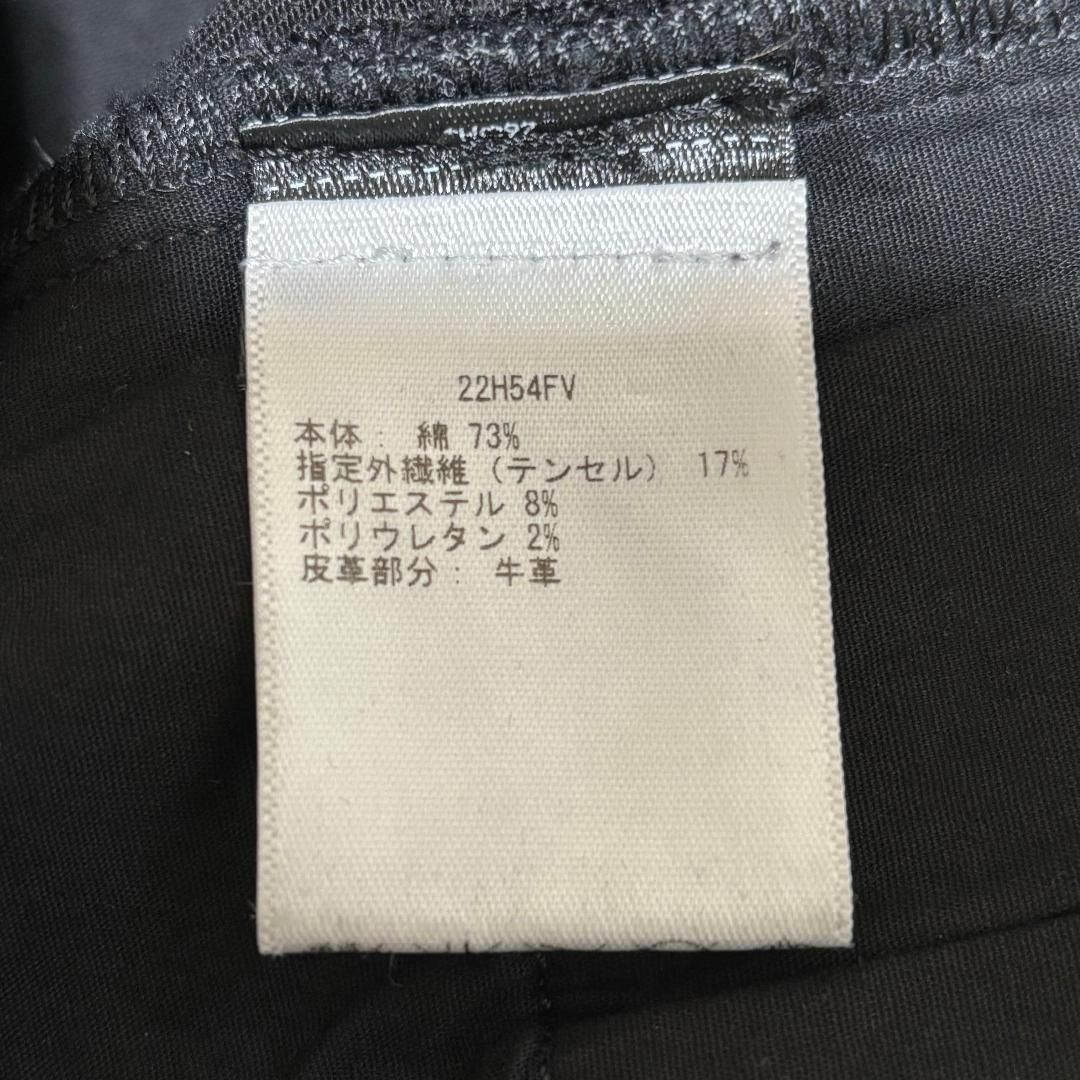 22H54FV
本体： 綿 73%
指定外繊維（テンセル） 17%
ポリエステル 8%
ポリウレタン 2%
皮革部分： 牛革